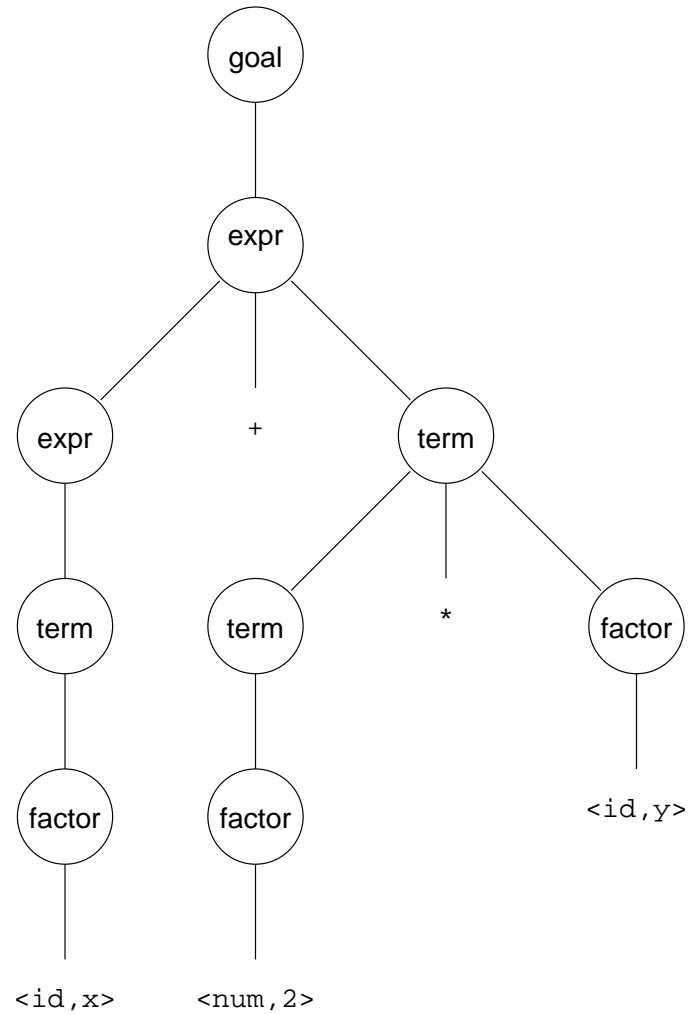 goal
expr
expr + term
term term * factor
factor factor <id,y>
<id,x> <num,2>